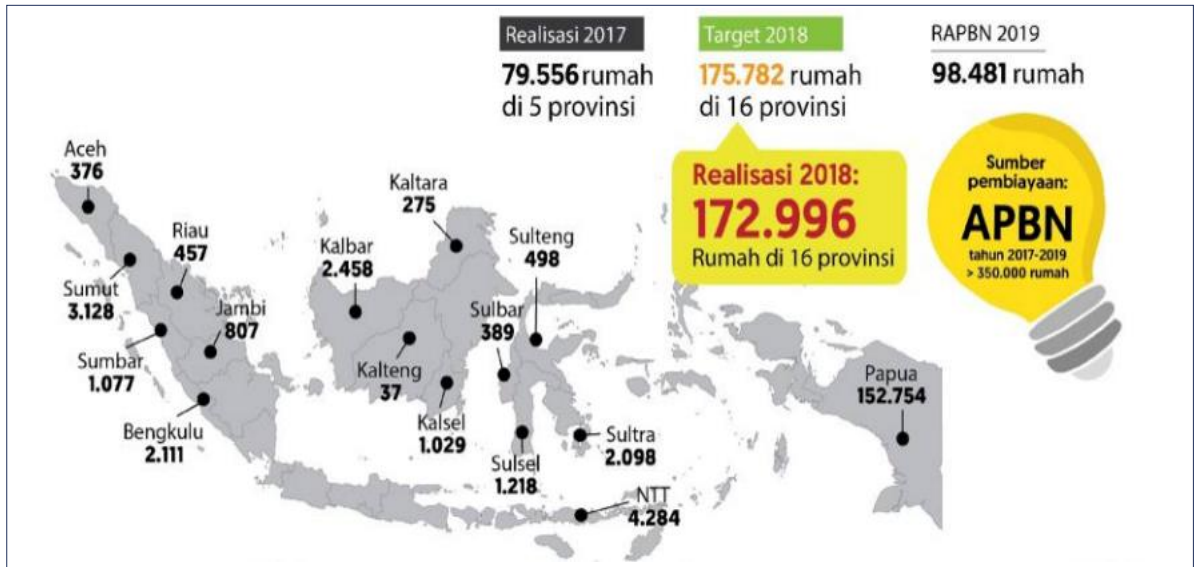 Realisasi 2017
79.556 rumah
di 5 provinsi
Target 2018
175.782 rumah
di 16 provinsi
RAPBN 2019
98.481 rumah
Realisasi 2018:
172.996
Rumah di 16 provinsi
Sumber
pembiayaan:
APBN
tahun 2017-2019
> 350.000 rumah
Aceh
376
Sumut
3.128
Riau
457
Sumbar
1.077
Jambi
807
Bengkulu
2.111
Kalbar
2.458
Kaltara
275
Kalteng
37
Kalsel
1.029
Sulteng
498
Sulbar
389
Sulsel
1.218
Sultra
2.098
NTT
4.284
Papua
152.754